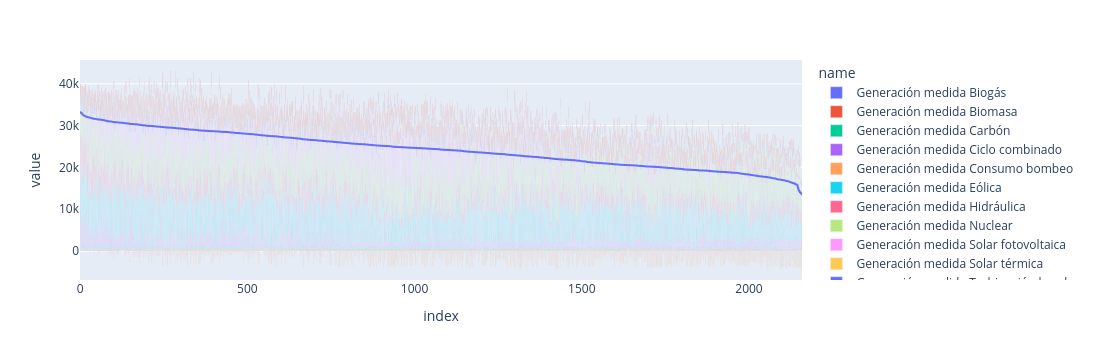 name
Generación medida Biogás
Generación medida Biomasa
Generación medida Carbón
Generación medida Ciclo combinado
Generación medida Consumo bombeo
Generación medida Eólica
Generación medida Hidráulica
Generación medida Nuclear
Generación medida Solar fotovoltaica
Generación medida Solar térmica
value
40k
30k
20k
10k
0
0
500
1000
1500
2000
index